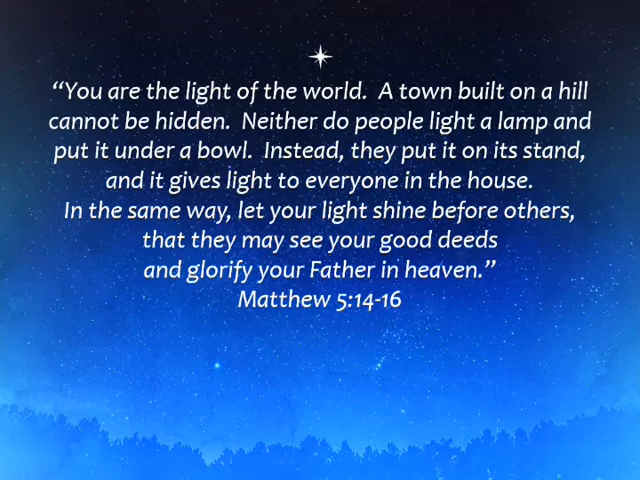 “You are the light of the world.  A town built on a hill
cannot be hidden.  Neither do people light a lamp and
put it under a bowl.  Instead, they put it on its stand,
and it gives light to everyone in the house.
In the same way, let your light shine before others,
that they may see your good deeds
and glorify your Father in heaven.”
Matthew 5:14-16